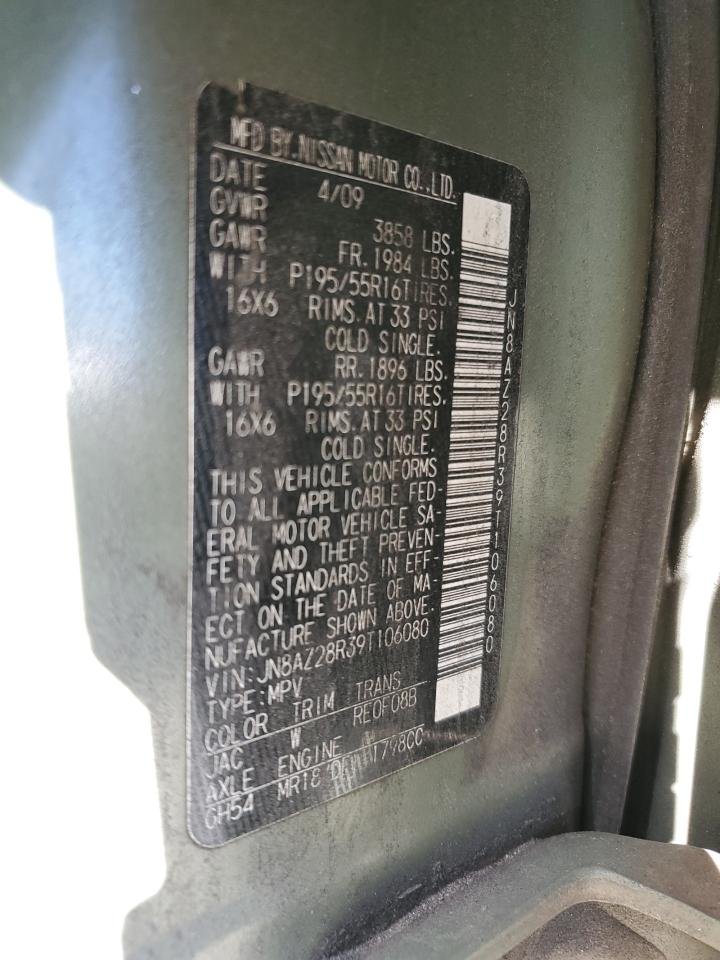 MFD BY.NISSAN MOTOR CO.,LTD.
DATE 4/09
GVWR 3858 LBS.
GAWR FR.1984 LBS.
WITH P195/55R16TIRES.
16X6 RIMS.AT 33 PSI
COLD SINGLE.
GAWR RR.1896 LBS.
WITH P195/55R16TIRES.
16X6 RIMS.AT 33 PSI
COLD SINGLE.
THIS VEHICLE CONFORMS
TO ALL APPLICABLE FED-
ERAL MOTOR VEHICLE SA-
FETY AND THEFT PREVEN-
TION STANDARDS IN EFF-
ECT ON THE DATE OF MA-
NUFACTURE SHOWN ABOVE.
VIN:JN8AZ28R39T106080
TYPE:MPV
COLOR TRIM TRANS
JAC W RE0F08B
AXLE ENGINE
GH54 MR18 1798CC
JN8AZ28R39T106080